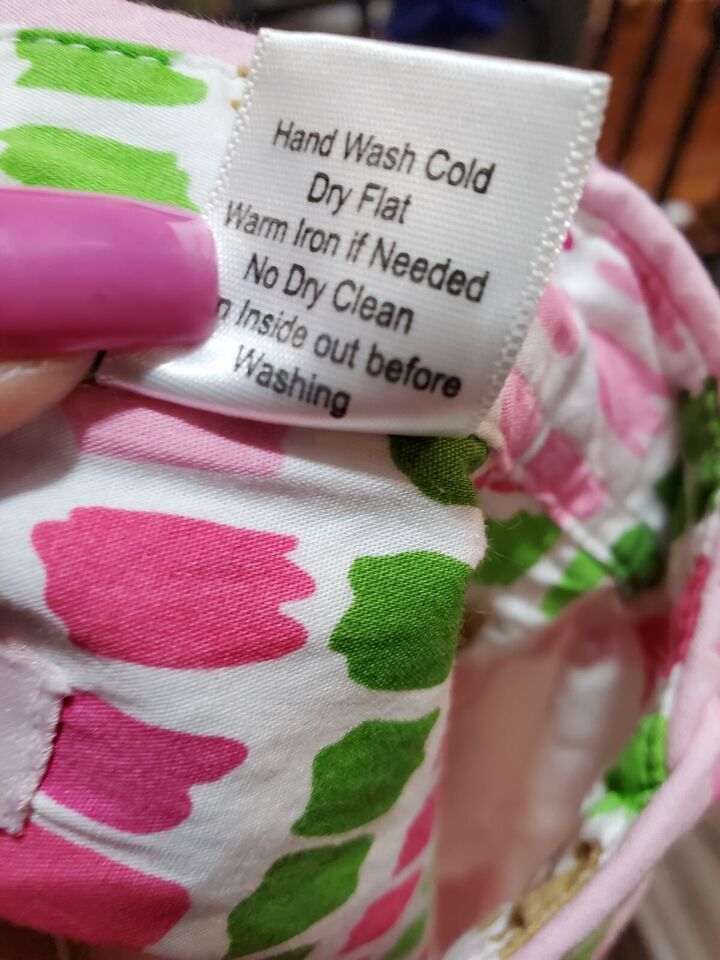 Hand Wash Cold
Dry Flat
Warm Iron if Needed
No Dry Clean
Inside out before
Washing